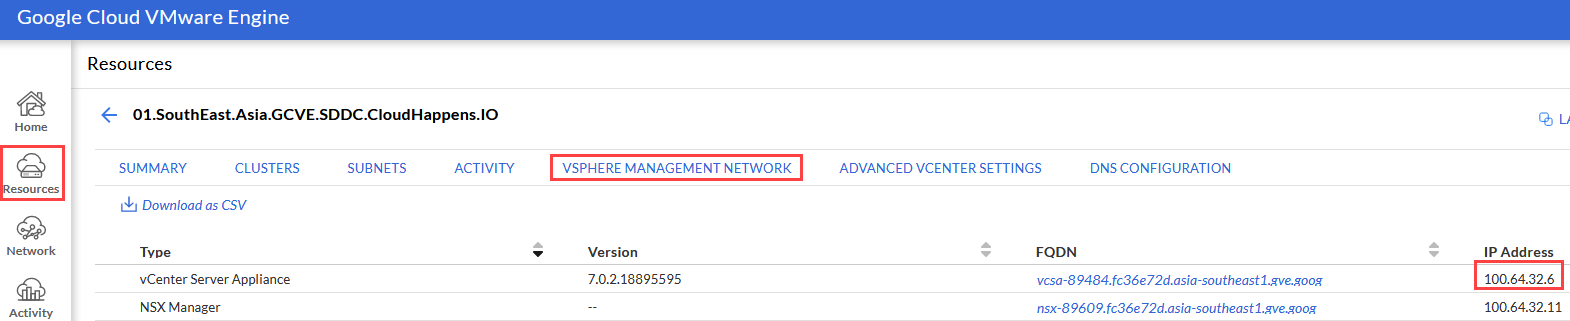 Google Cloud VMware Engine
Resources
Home
01.SouthEast.Asia.GCVE.SDDC.CloudHappens.IO
LA
Resources
SUMMARY CLUSTERS SUBNETS ACTIVITY VSPHERE MANAGEMENT NETWORK ADVANCED VCENTER SETTINGS DNS CONFIGURATION
Download as CSV
Network
Type Version FQDN IP Address
vCenter Server Appliance 7.0.2.18895595 vcsa-89484.fc36e72d.asia-southeast1.gve.goog 100.64.32.6
Activity
NSX Manager -- nsx-89609.fc36e72d.asia-southeast1.gve.goog 100.64.32.11